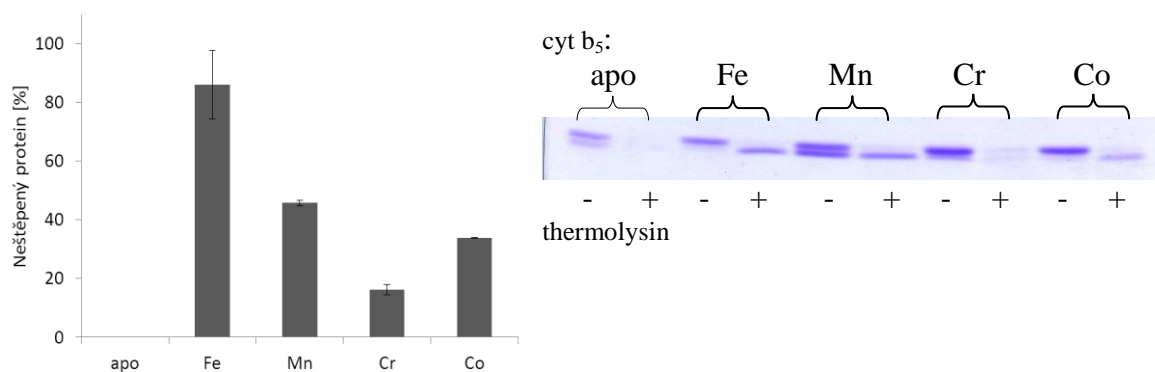 Neštěpený protein [%]
100
80
60
40
20
0
apo Fe Mn Cr Co
cyt b₅:
apo Fe Mn Cr Co
- + - + - + - + - +
thermolysin